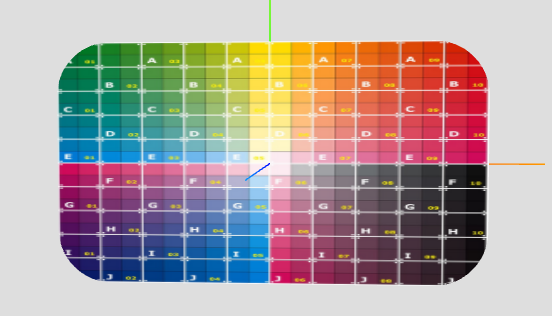 A 01 A 03 A A 07 A 09
B 02 B 04 B 08 B 10
C 01 C 03 C C 07 C 09
D 02 D 04 D D 08 D 10
E 01 E 03 E E 07 E 09
F 02 F 04 F 06 F 08 F 10
G 01 G 03 G 05 G 07 G 09
H 02 H 04 H 06 H 08 H 10
I 01 I 03 I 05 I 07 I 09
J 02 J 04 J 06 J 08 J